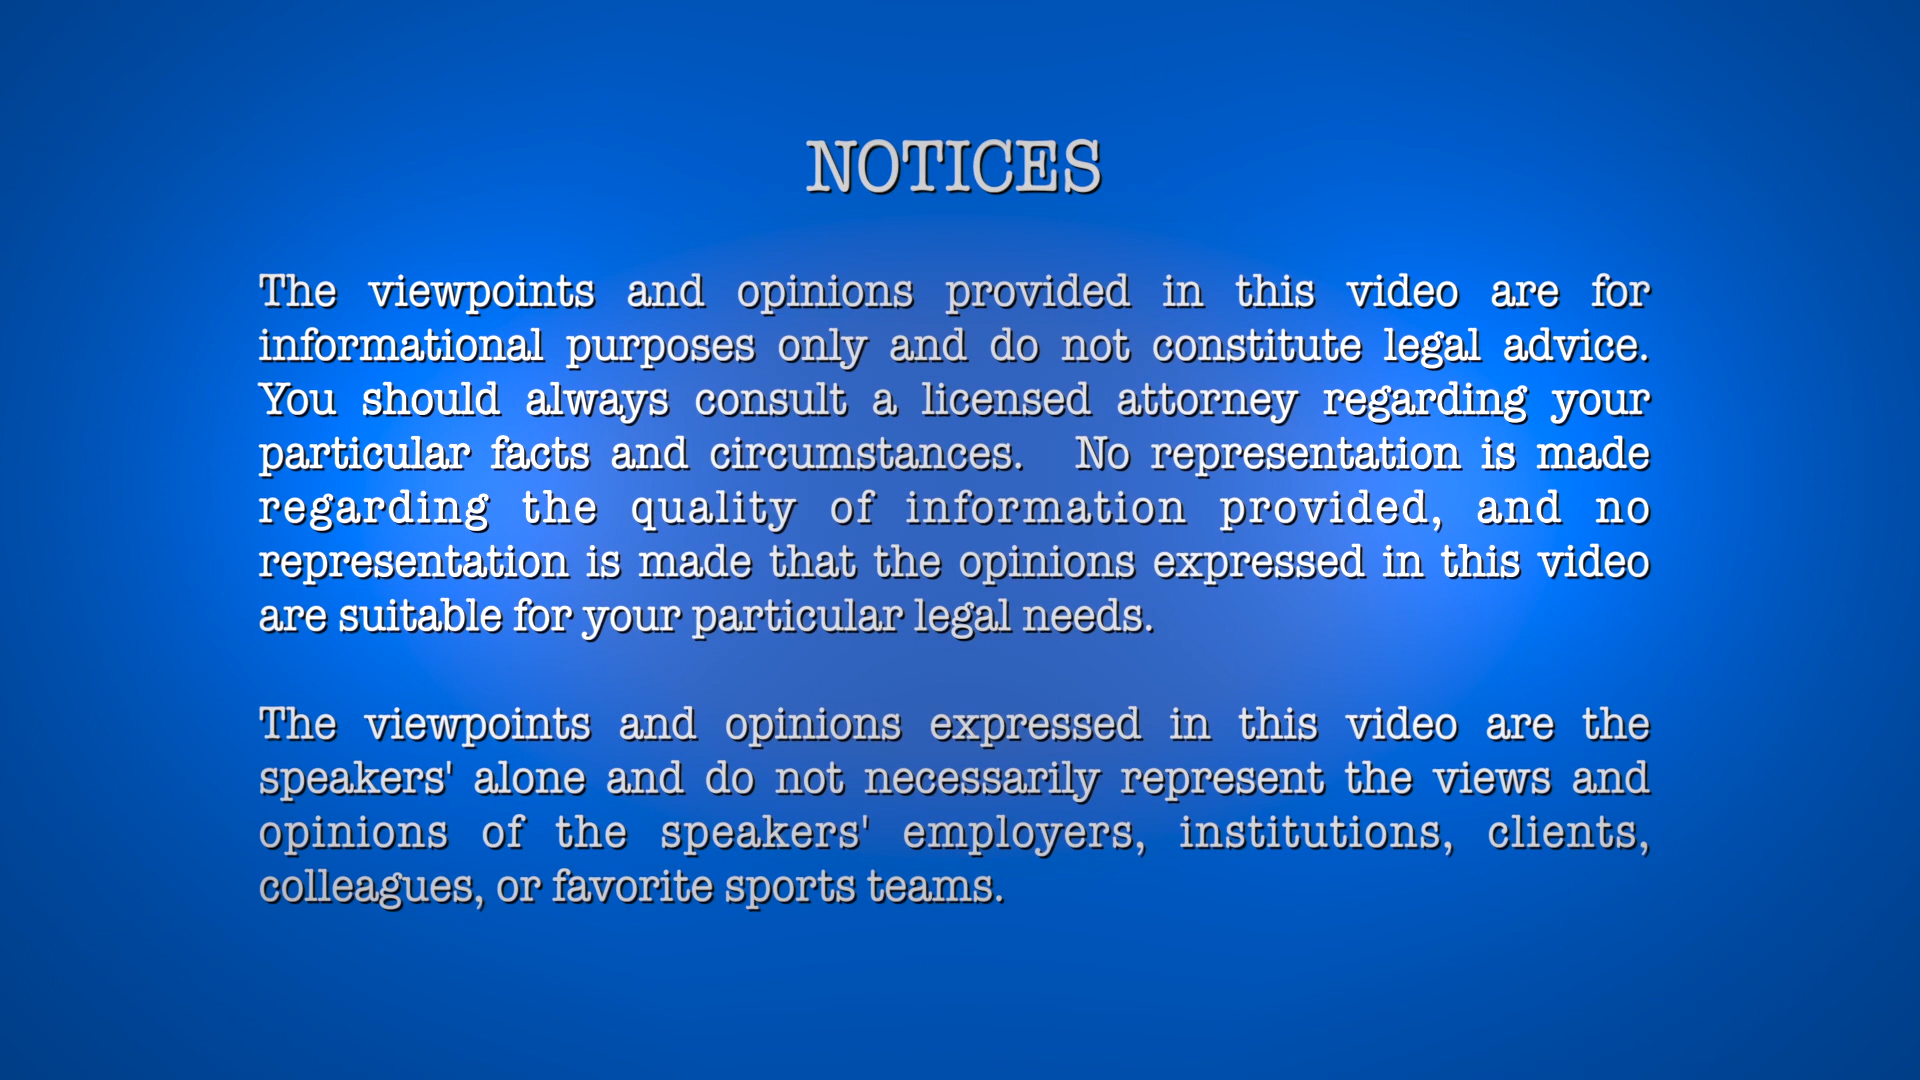 NOTICES
The viewpoints and opinions provided in this video are for
informational purposes only and do not constitute legal advice.
You should always consult a licensed attorney regarding your
particular facts and circumstances.  No representation is made
regarding the quality of information provided, and no
representation is made that the opinions expressed in this video
are suitable for your particular legal needs.
The viewpoints and opinions expressed in this video are the
speakers' alone and do not necessarily represent the views and
opinions of the speakers' employers, institutions, clients,
colleagues, or favorite sports teams.